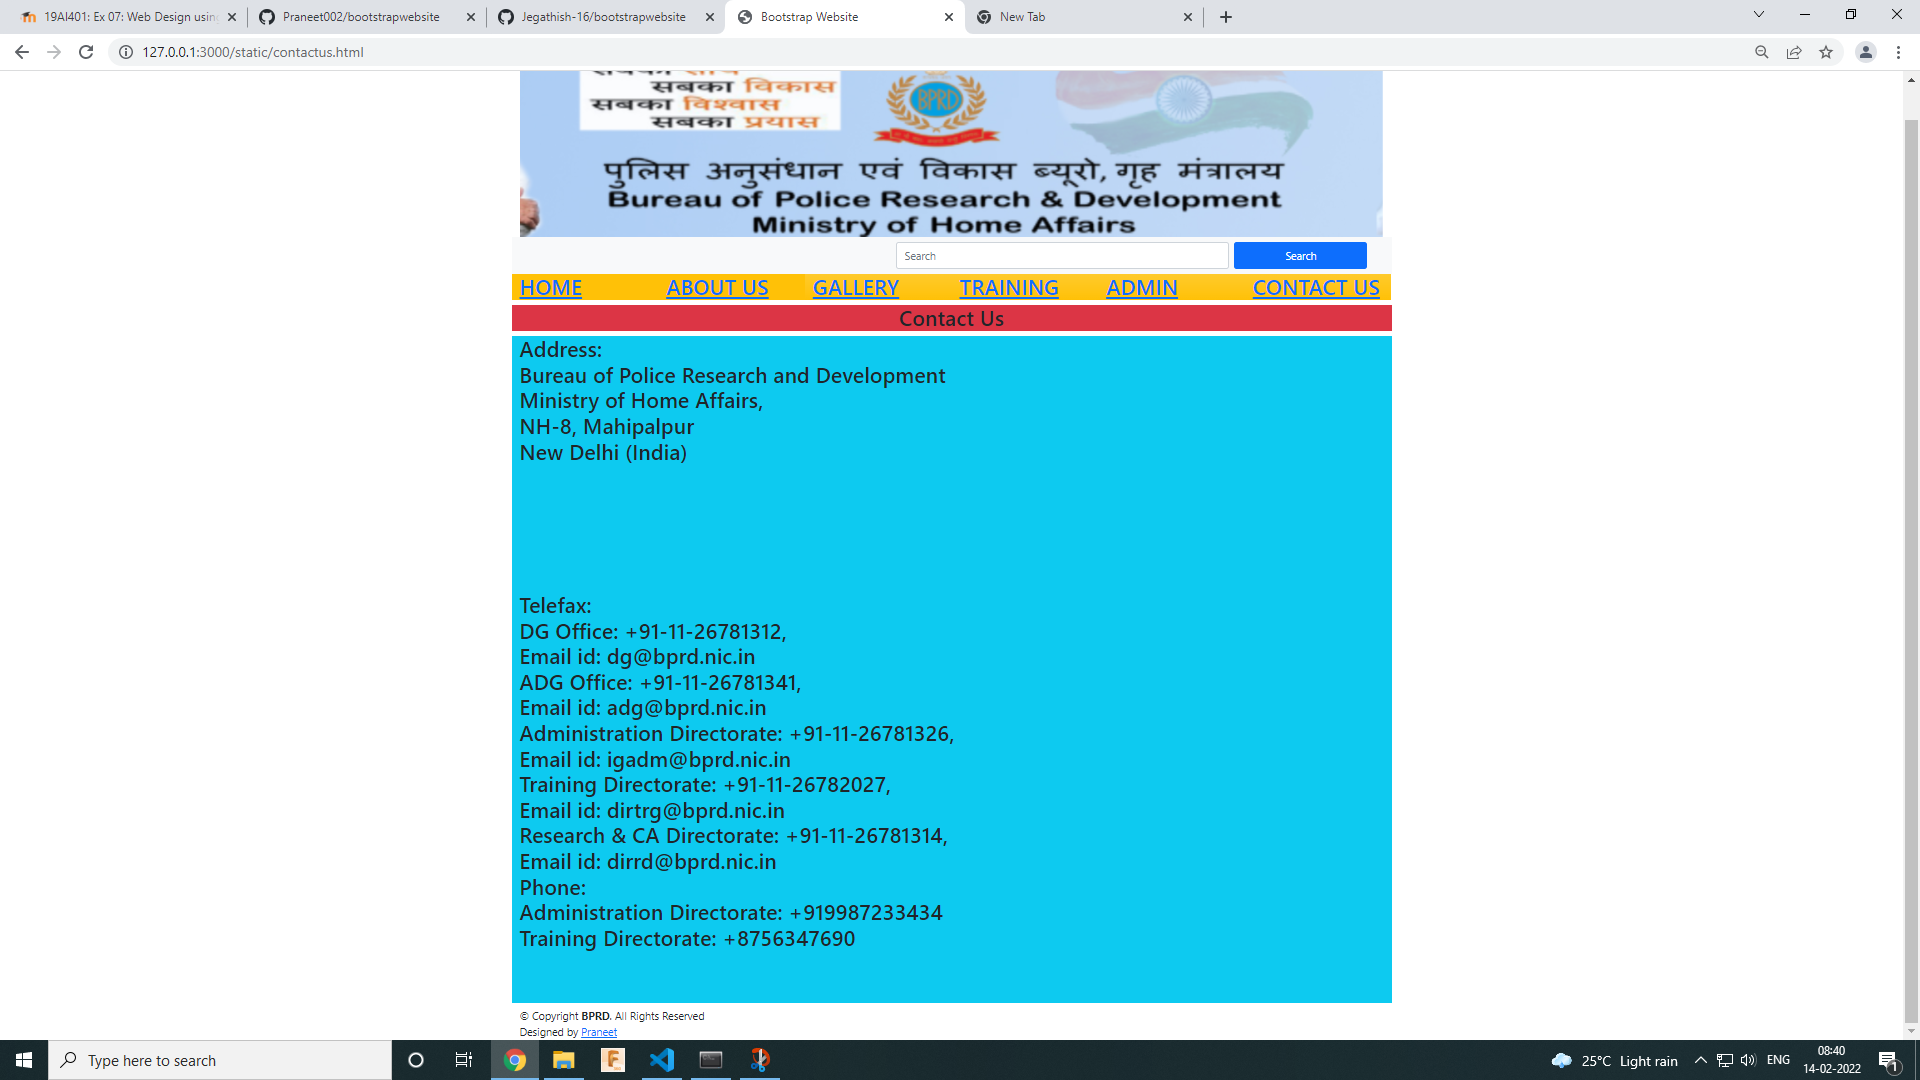 19AI401: Ex 07: Web Design usin
Praneet002/bootstrapwebsite
Jegathish-16/bootstrapwebsite
Bootstrap Website
New Tab
127.0.0.1:3000/static/contactus.html
सबका साथ
सबका विकास
सबका विश्वास
सबका प्रयास
BPRD
पुलिस अनुसंधान एवं विकास ब्यूरो, गृह मंत्रालय
Bureau of Police Research & Development
Ministry of Home Affairs
Search
Search
HOME ABOUT US GALLERY TRAINING ADMIN CONTACT US
Contact Us
Address:
Bureau of Police Research and Development
Ministry of Home Affairs,
NH-8, Mahipalpur
New Delhi (India)
Telefax:
DG Office: +91-11-26781312,
Email id: dg@bprd.nic.in
ADG Office: +91-11-26781341,
Email id: adg@bprd.nic.in
Administration Directorate: +91-11-26781326,
Email id: igadm@bprd.nic.in
Training Directorate: +91-11-26782027,
Email id: dirtrg@bprd.nic.in
Research & CA Directorate: +91-11-26781314,
Email id: dirrd@bprd.nic.in
Phone:
Administration Directorate: +919987233434
Training Directorate: +8756347690
© Copyright BPRD. All Rights Reserved
Designed by Praneet
Type here to search
25°C Light rain
ENG
08:40
14-02-2022
1